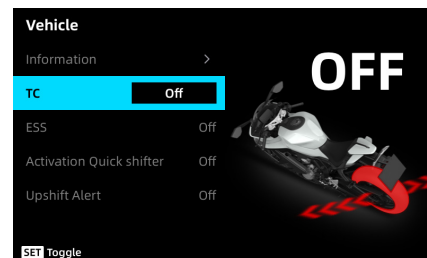 Vehicle
Information >
OFF
TC Off
ESS Off
Activation Quick shifter Off
Upshift Alert Off
SET Toggle